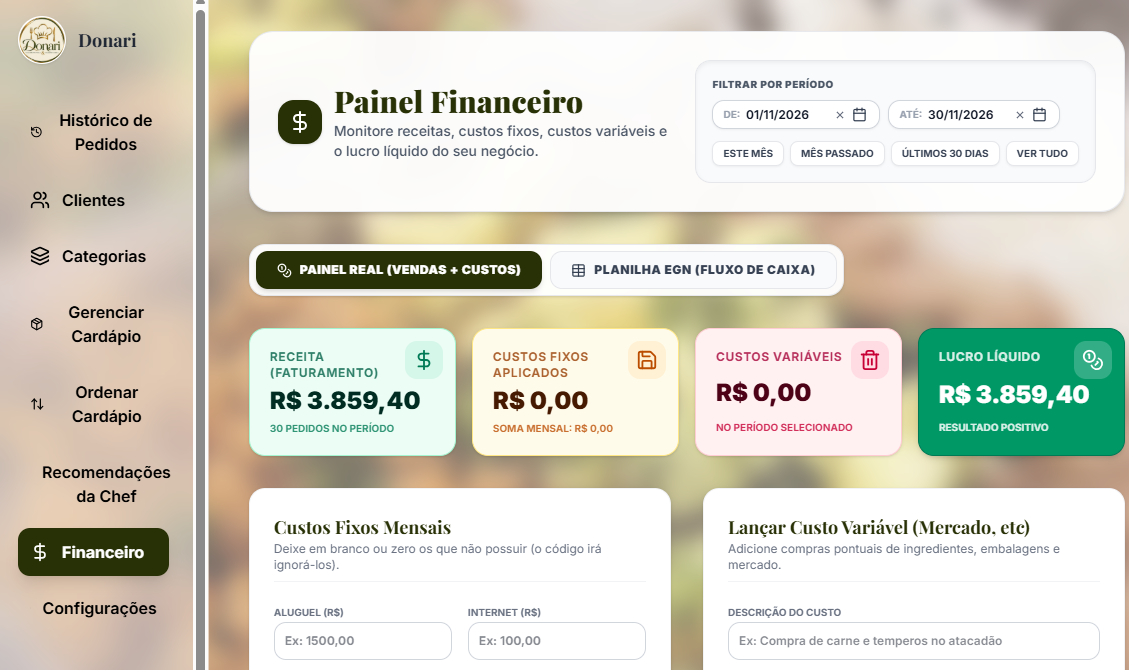 Donari
Donari
Histórico de
Pedidos
Clientes
Categorias
Gerenciar
Cardápio
Ordenar
Cardápio
Recomendações
da Chef
Financeiro
Configurações
Painel Financeiro
Monitore receitas, custos fixos, custos variáveis e
o lucro líquido do seu negócio.
FILTRAR POR PERÍODO
DE: 01/11/2026
ATÉ: 30/11/2026
ESTE MÊS
MÊS PASSADO
ÚLTIMOS 30 DIAS
VER TUDO
PAINEL REAL (VENDAS + CUSTOS)
PLANILHA EGN (FLUXO DE CAIXA)
RECEITA
(FATURAMENTO)
R$ 3.859,40
30 PEDIDOS NO PERÍODO
CUSTOS FIXOS
APLICADOS
R$ 0,00
SOMA MENSAL: R$ 0,00
CUSTOS VARIÁVEIS
R$ 0,00
NO PERÍODO SELECIONADO
LUCRO LÍQUIDO
R$ 3.859,40
RESULTADO POSITIVO
Custos Fixos Mensais
Deixe em branco ou zero os que não possuir (o código irá
ignorá-los).
ALUGUEL (R$)
Ex: 1500,00
INTERNET (R$)
Ex: 100,00
Lançar Custo Variável (Mercado, etc)
Adicione compras pontuais de ingredientes, embalagens e
mercado.
DESCRIÇÃO DO CUSTO
Ex: Compra de carne e temperos no atacadão